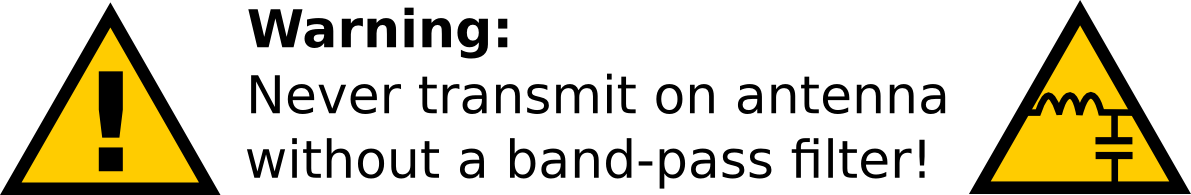 Warning:
Never transmit on antenna
without a band-pass filter!